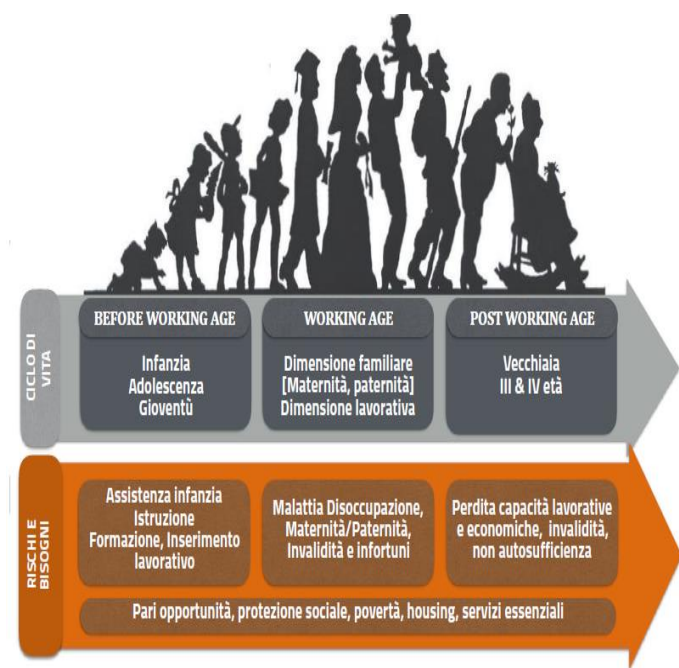 CICLO DI
VITA
BEFORE WORKING AGE
Infanzia
Adolescenza
Gioventù
WORKING AGE
Dimensione familiare
[Maternità, paternità]
Dimensione lavorativa
POST WORKING AGE
Vecchiaia
III & IV età
RISCHI E
BISOGNI
Assistenza infanzia
Istruzione
Formazione, Inserimento
lavorativo
Malattia Disoccupazione,
Maternità/Paternità,
Invalidità e infortuni
Perdita capacità lavorative
e economiche, invalidità,
non autosufficienza
Pari opportunità, protezione sociale, povertà, housing, servizi essenziali